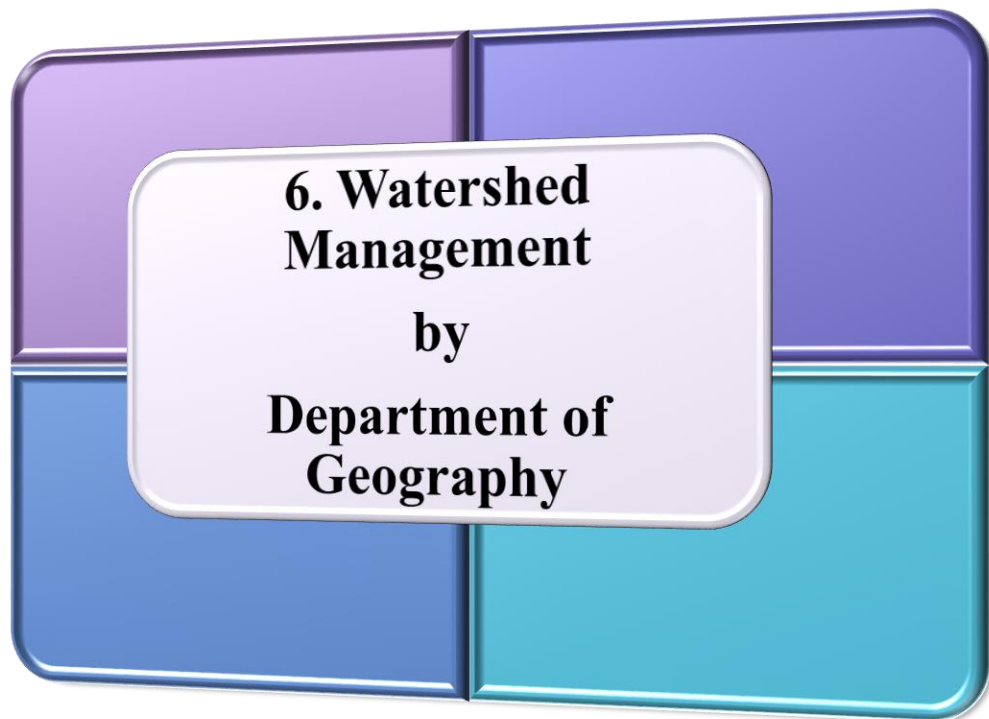 6. Watershed
Management
by
Department of
Geography